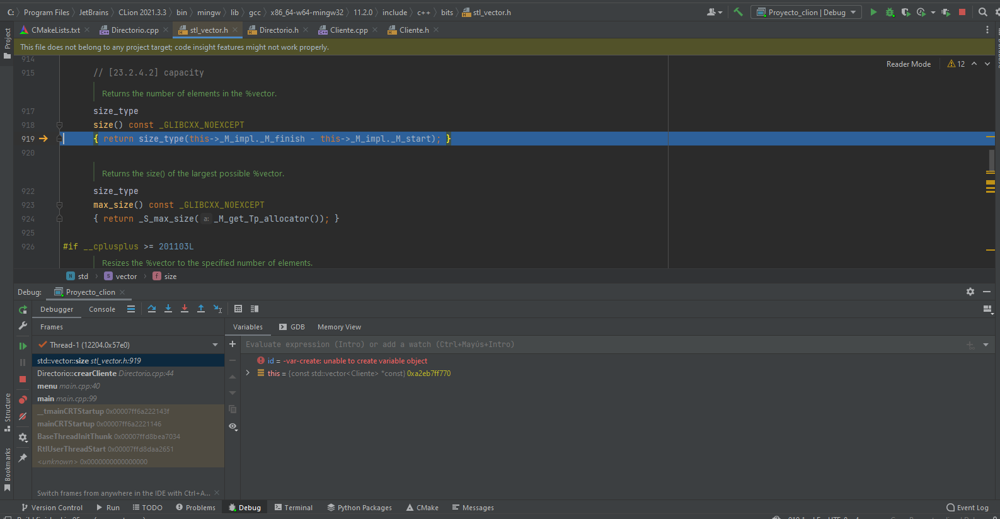 C: Program Files JetBrains CLion 2021.3.3 bin mingw lib gcc x86_64-w64-mingw32 11.2.0 include c++ bits stl_vector.h
Proyecto_clion | Debug
CMakeLists.txt Directorio.cpp stl_vector.h Directorio.h Cliente.cpp Cliente.h
Project
This file does not belong to any project target; code insight features might not work properly.
Reader Mode 12
914
915 // [23.2.4.2] capacity
Returns the number of elements in the %vector.
917 size_type
918 size() const _GLIBCXX_NOEXCEPT
919 { return size_type(this->_M_impl._M_finish - this->_M_impl._M_start); }
920
Returns the size() of the largest possible %vector.
922 size_type
923 max_size() const _GLIBCXX_NOEXCEPT
924 { return _S_max_size( a: _M_get_Tp_allocator()); }
925
926 #if __cplusplus >= 201103L
Resizes the %vector to the specified number of elements.
N std S vector f size
Debug: Proyecto_clion
Debugger Console
Frames
Variables GDB Memory View
Thread-1 (12204.0x57e0)
Evaluate expression (Intro) or add a watch (Ctrl+Mayús+Intro)
std::vector::size stl_vector.h:919
Directorio::crearCliente Directorio.cpp:44
menu main.cpp:40
main main.cpp:99
__tmainCRTStartup 0x00007ff6a222143f
mainCRTStartup 0x00007ff6a2221146
BaseThreadInitThunk 0x00007ffd8bea7034
RtlUserThreadStart 0x00007ffd8daa2651
<unknown> 0x0000000000000000
id = -var-create: unable to create variable object
this = {const std::vector<Cliente> *const} 0xa2eb7ff770
Switch frames from anywhere in the IDE with Ctrl+A...
Structure
Bookmarks
Version Control Run TODO Problems Debug Terminal Python Packages CMake Messages Event Log